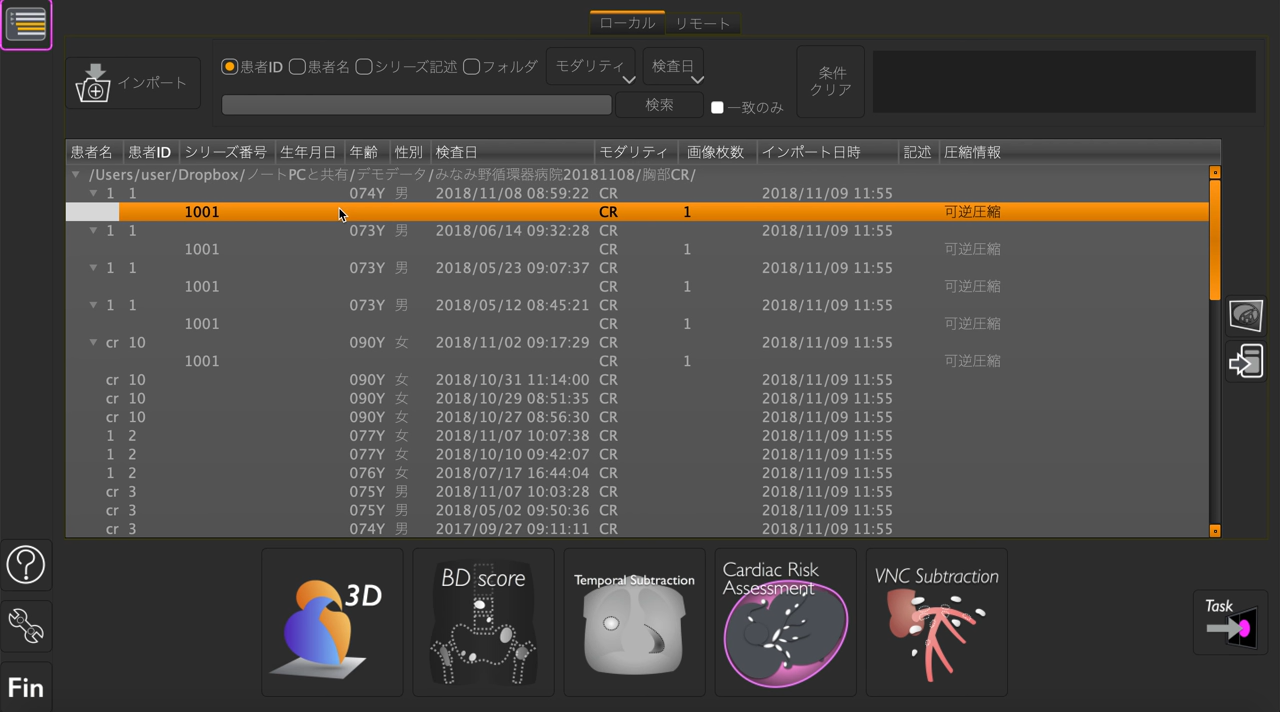 ローカル リモート
インポート
患者ID 患者名 シリーズ記述 フォルダ モダリティ 検査日
検索 一致のみ
条件
クリア
患者名 患者ID シリーズ番号 生年月日 年齢 性別 検査日 モダリティ 画像枚数 インポート日時 記述 圧縮情報
/Users/user/Dropbox/ノートPCと共有/デモデータ/みなみ野循環器病院20181108/胸部CR/
1 1 074Y 男 2018/11/08 08:59:22 CR 2018/11/09 11:55
1001 CR 1 可逆圧縮
1 1 073Y 男 2018/06/14 09:32:28 CR 2018/11/09 11:55
1001 CR 1 可逆圧縮
1 1 073Y 男 2018/05/23 09:07:37 CR 2018/11/09 11:55
1001 CR 1 可逆圧縮
1 1 073Y 男 2018/05/12 08:45:21 CR 2018/11/09 11:55
1001 CR 1 可逆圧縮
cr 10 090Y 女 2018/11/02 09:17:29 CR 2018/11/09 11:55
1001 CR 1 可逆圧縮
cr 10 090Y 女 2018/10/31 11:14:00 CR 2018/11/09 11:55
cr 10 090Y 女 2018/10/29 08:51:35 CR 2018/11/09 11:55
cr 10 090Y 女 2018/10/27 08:56:30 CR 2018/11/09 11:55
1 2 077Y 女 2018/11/07 10:07:38 CR 2018/11/09 11:55
1 2 077Y 女 2018/10/10 09:42:07 CR 2018/11/09 11:55
1 2 076Y 女 2018/07/17 16:44:04 CR 2018/11/09 11:55
cr 3 075Y 男 2018/11/07 10:03:28 CR 2018/11/09 11:55
cr 3 075Y 男 2018/05/02 09:50:36 CR 2018/11/09 11:55
cr 3 074Y 男 2017/09/27 09:11:11 CR 2018/11/09 11:55
3D
BD score
Temporal Subtraction
Cardiac Risk
Assessment
VNC Subtraction
Task
Fin